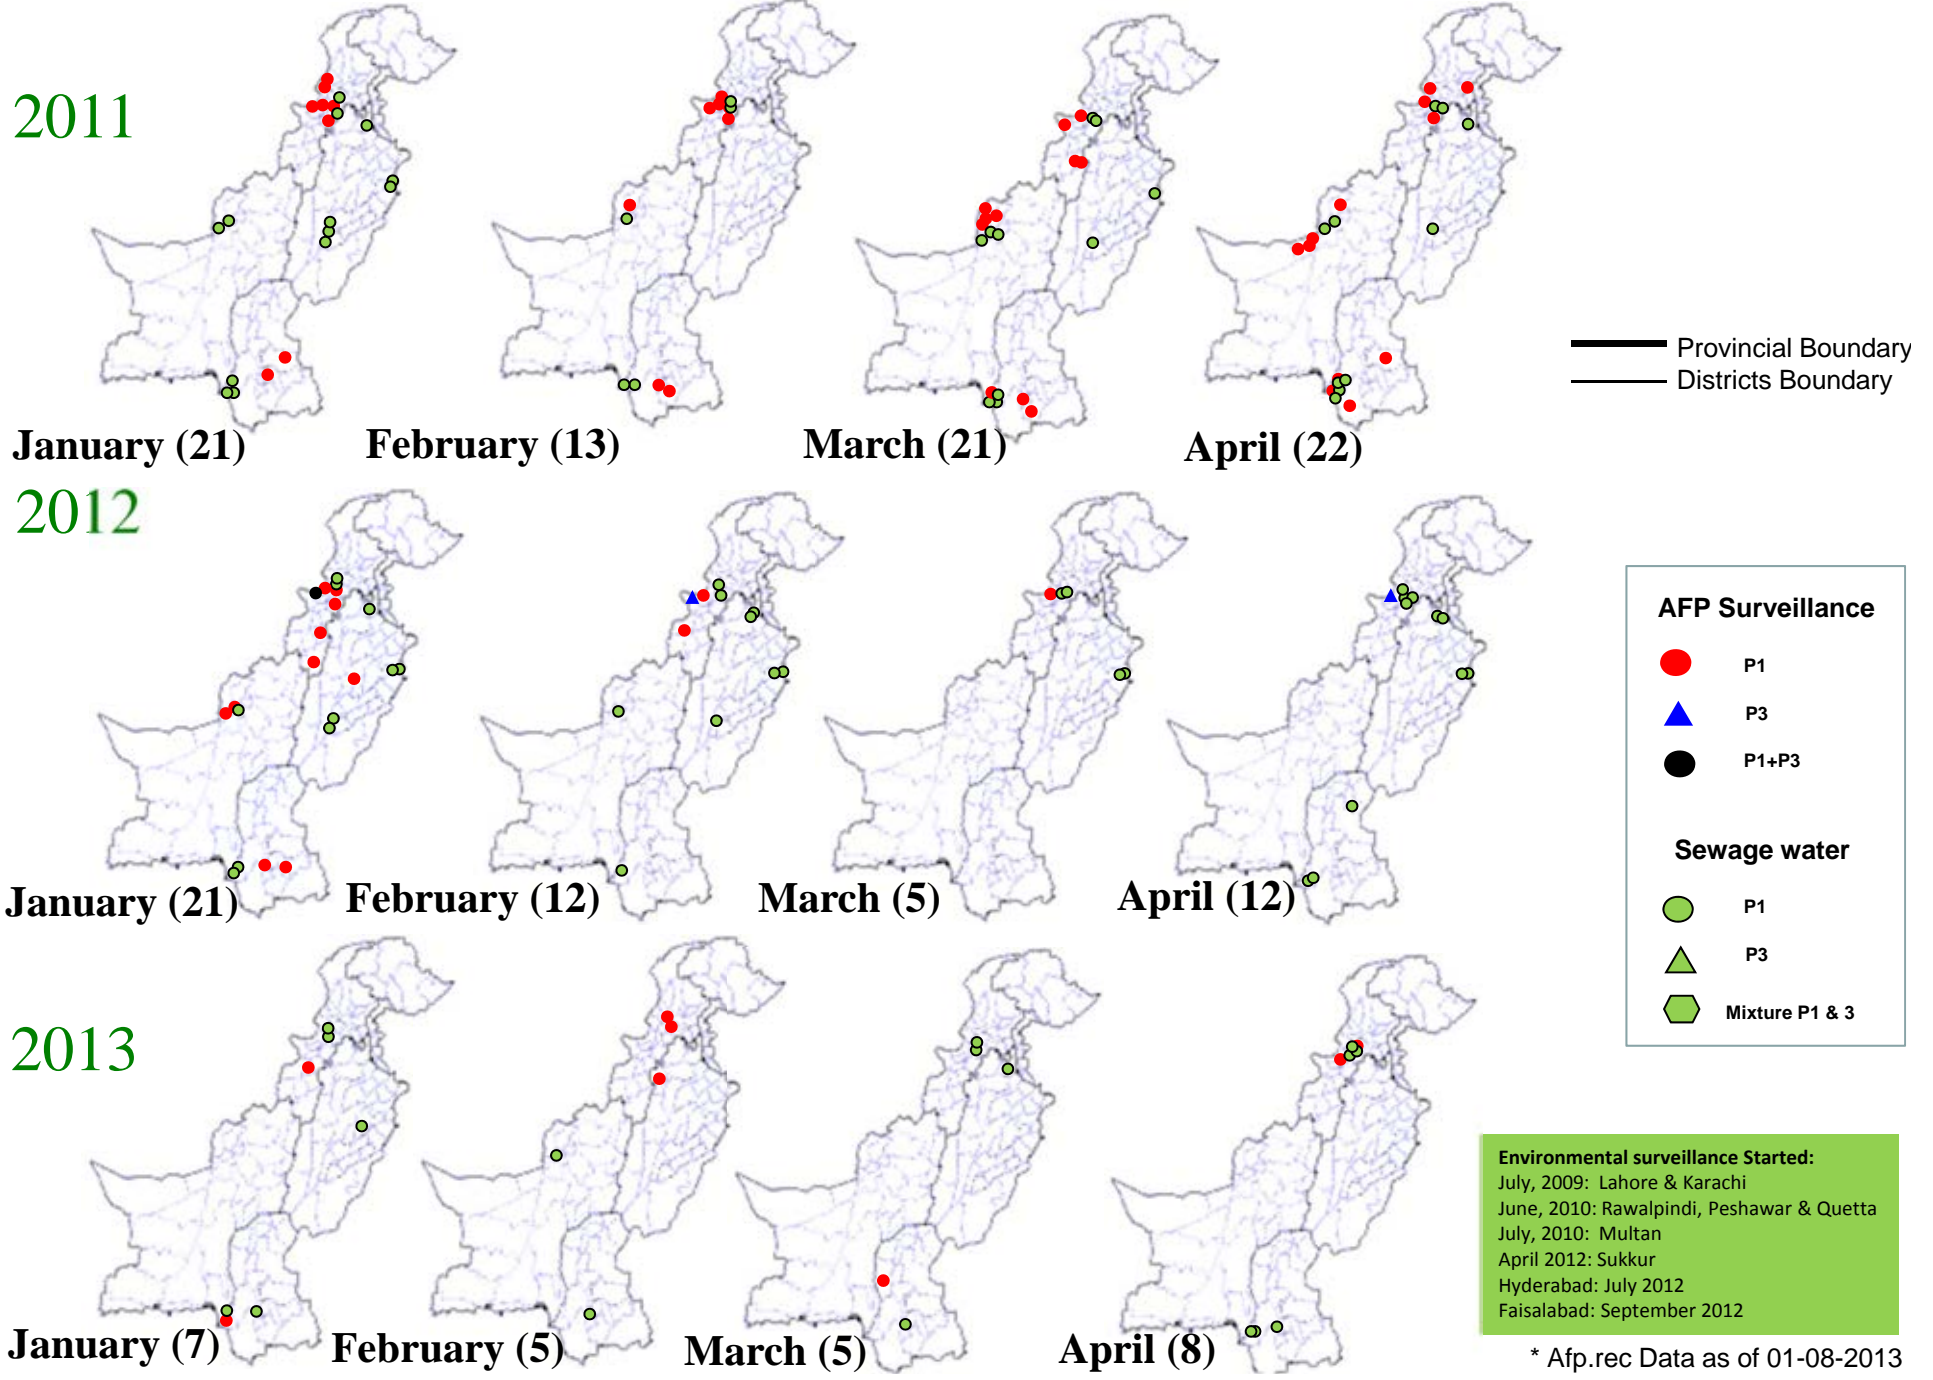 2011
January (21)
February (13)
March (21)
April (22)
Provincial Boundary
Districts Boundary
2012
January (21)
February (12)
March (5)
April (12)
AFP Surveillance
P1
P3
P1+P3
Sewage water
P1
P3
Mixture P1 & 3
2013
January (7)
February (5)
March (5)
April (8)
Environmental surveillance Started:
July, 2009: Lahore & Karachi
June, 2010: Rawalpindi, Peshawar & Quetta
July, 2010: Multan
April 2012: Sukkur
Hyderabad: July 2012
Faisalabad: September 2012
* Afp.rec Data as of 01-08-2013